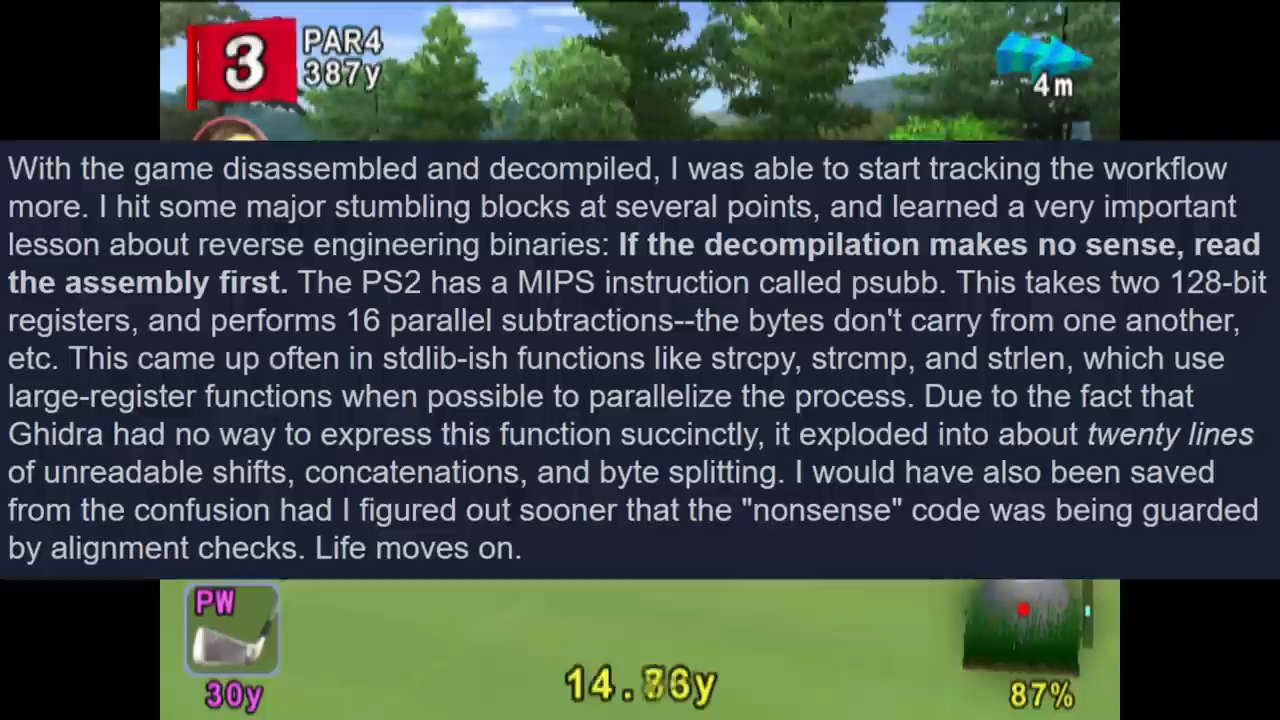 3
PAR4
387y
4m
With the game disassembled and decompiled, I was able to start tracking the workflow
more. I hit some major stumbling blocks at several points, and learned a very important
lesson about reverse engineering binaries: If the decompilation makes no sense, read
the assembly first. The PS2 has a MIPS instruction called psubb. This takes two 128-bit
registers, and performs 16 parallel subtractions--the bytes don't carry from one another,
etc. This came up often in stdlib-ish functions like strcpy, strcmp, and strlen, which use
large-register functions when possible to parallelize the process. Due to the fact that
Ghidra had no way to express this function succinctly, it exploded into about twenty lines
of unreadable shifts, concatenations, and byte splitting. I would have also been saved
from the confusion had I figured out sooner that the "nonsense" code was being guarded
by alignment checks. Life moves on.
PW
30y
87%